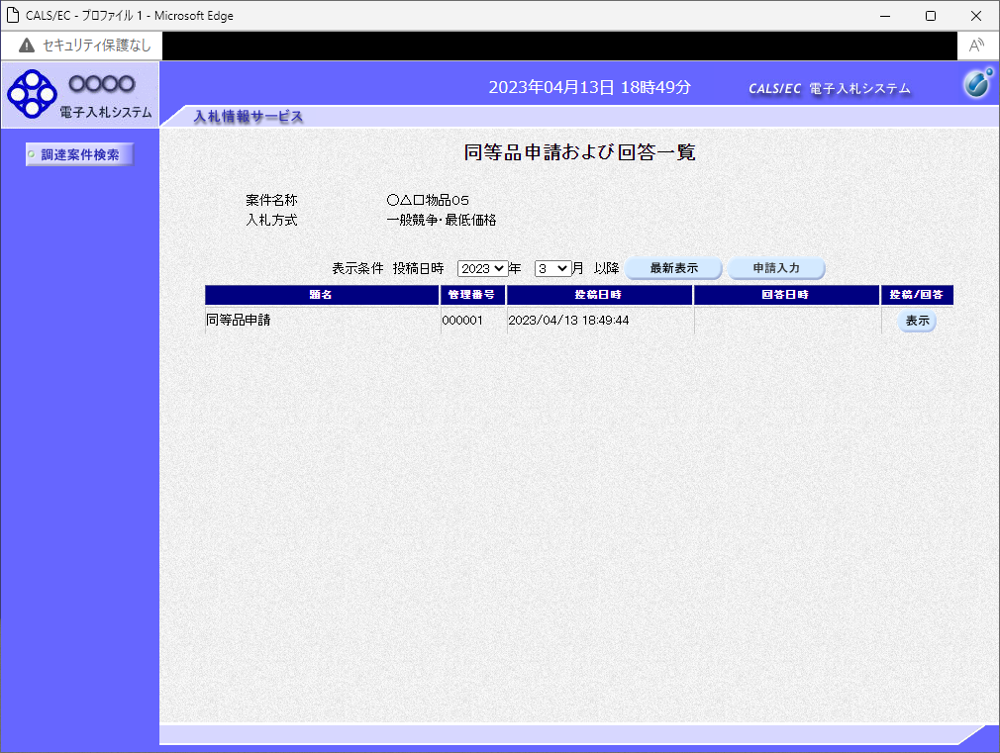 CALS/EC - プロファイル 1 - Microsoft Edge
セキュリティ保護なし
〇〇〇〇
電子入札システム
2023年04月13日 18時49分
CALS/EC 電子入札システム
入札情報サービス
調達案件検索
同等品申請および回答一覧
案件名称 〇△口物品05
入札方式 一般競争・最低価格
表示条件 投稿日時 2023 年 3 月 以降 最新表示 申請入力
題名 管理番号 投稿日時 回答日時 投稿/回答
同等品申請 000001 2023/04/13 18:49:44 表示